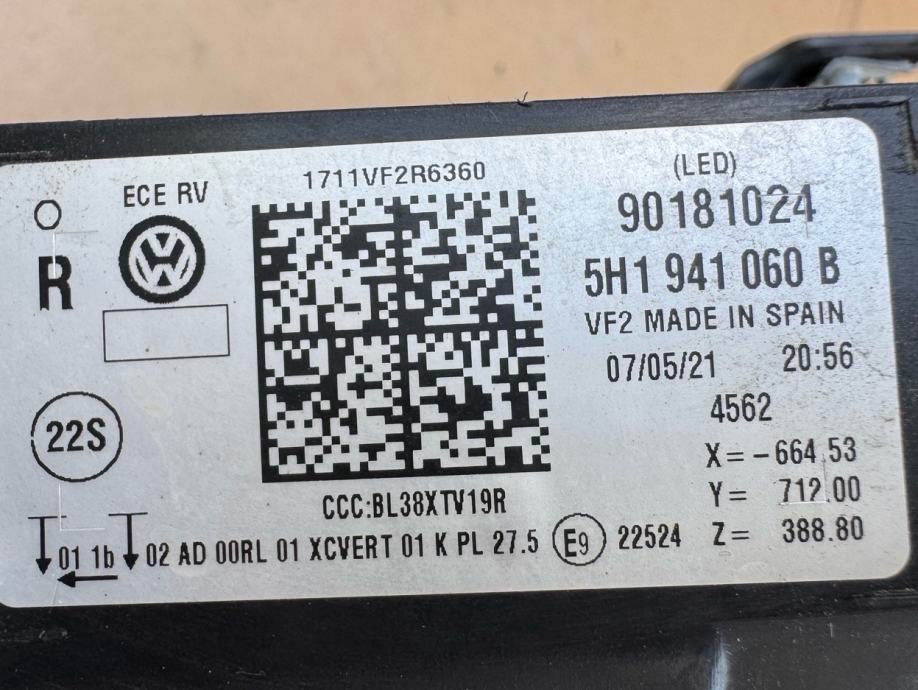 ECE RV
R
22S
1711VF2R6360
CCC:BL38XTV19R
(LED)
90181024
5H1 941 060 B
VF2 MADE IN SPAIN
07/05/21 20:56
4562
X= -664.53
Y= 712.00
Z= 388.80
01 1b 02 AD 00RL 01 XCVERT 01 K PL 27.5 E9 22524